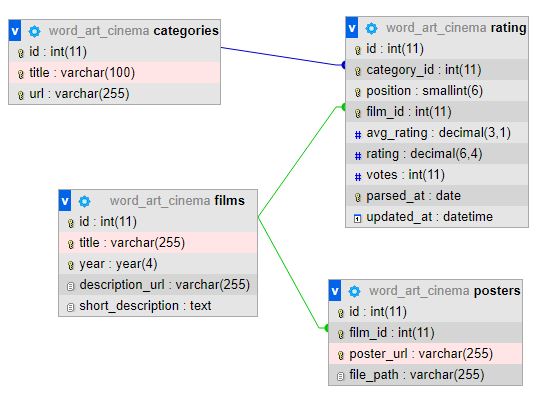 v word_art_cinema categories
id : int(11)
title : varchar(100)
url : varchar(255)
v word_art_cinema rating
id : int(11)
category_id : int(11)
position : smallint(6)
film_id : int(11)
# avg_rating : decimal(3,1)
# rating : decimal(6,4)
# votes : int(11)
parsed_at : date
updated_at : datetime
v word_art_cinema films
id : int(11)
title : varchar(255)
year : year(4)
description_url : varchar(255)
short_description : text
v word_art_cinema posters
id : int(11)
film_id : int(11)
poster_url : varchar(255)
file_path : varchar(255)